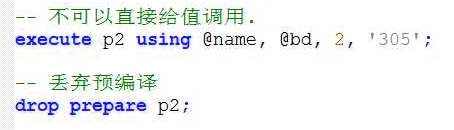 -- 不可以直接给值调用.
execute p2 using @name, @bd, 2, '305';
-- 丢弃预编译
drop prepare p2;